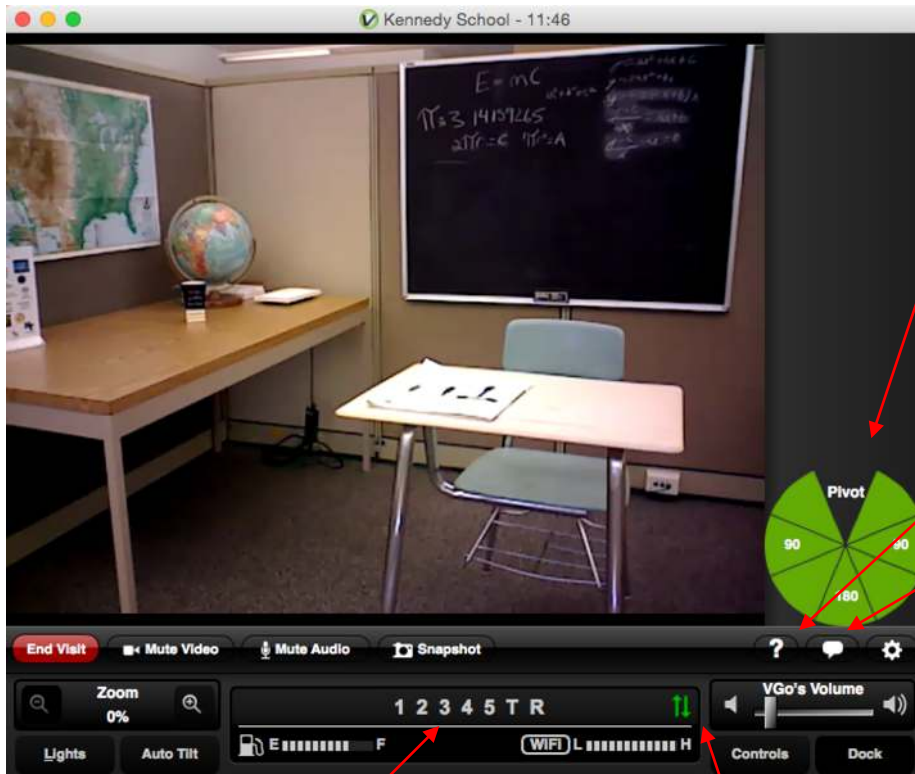 Kennedy School - 11:46
E = mC
π = 3.14159265
2πr = C πr² = A
Pivot
90 90
180
End Visit Mute Video Mute Audio Snapshot ?
Zoom
0%
1 2 3 4 5 T R
VGo's Volume
Lights Auto Tilt E F WiFi L H Controls Dock